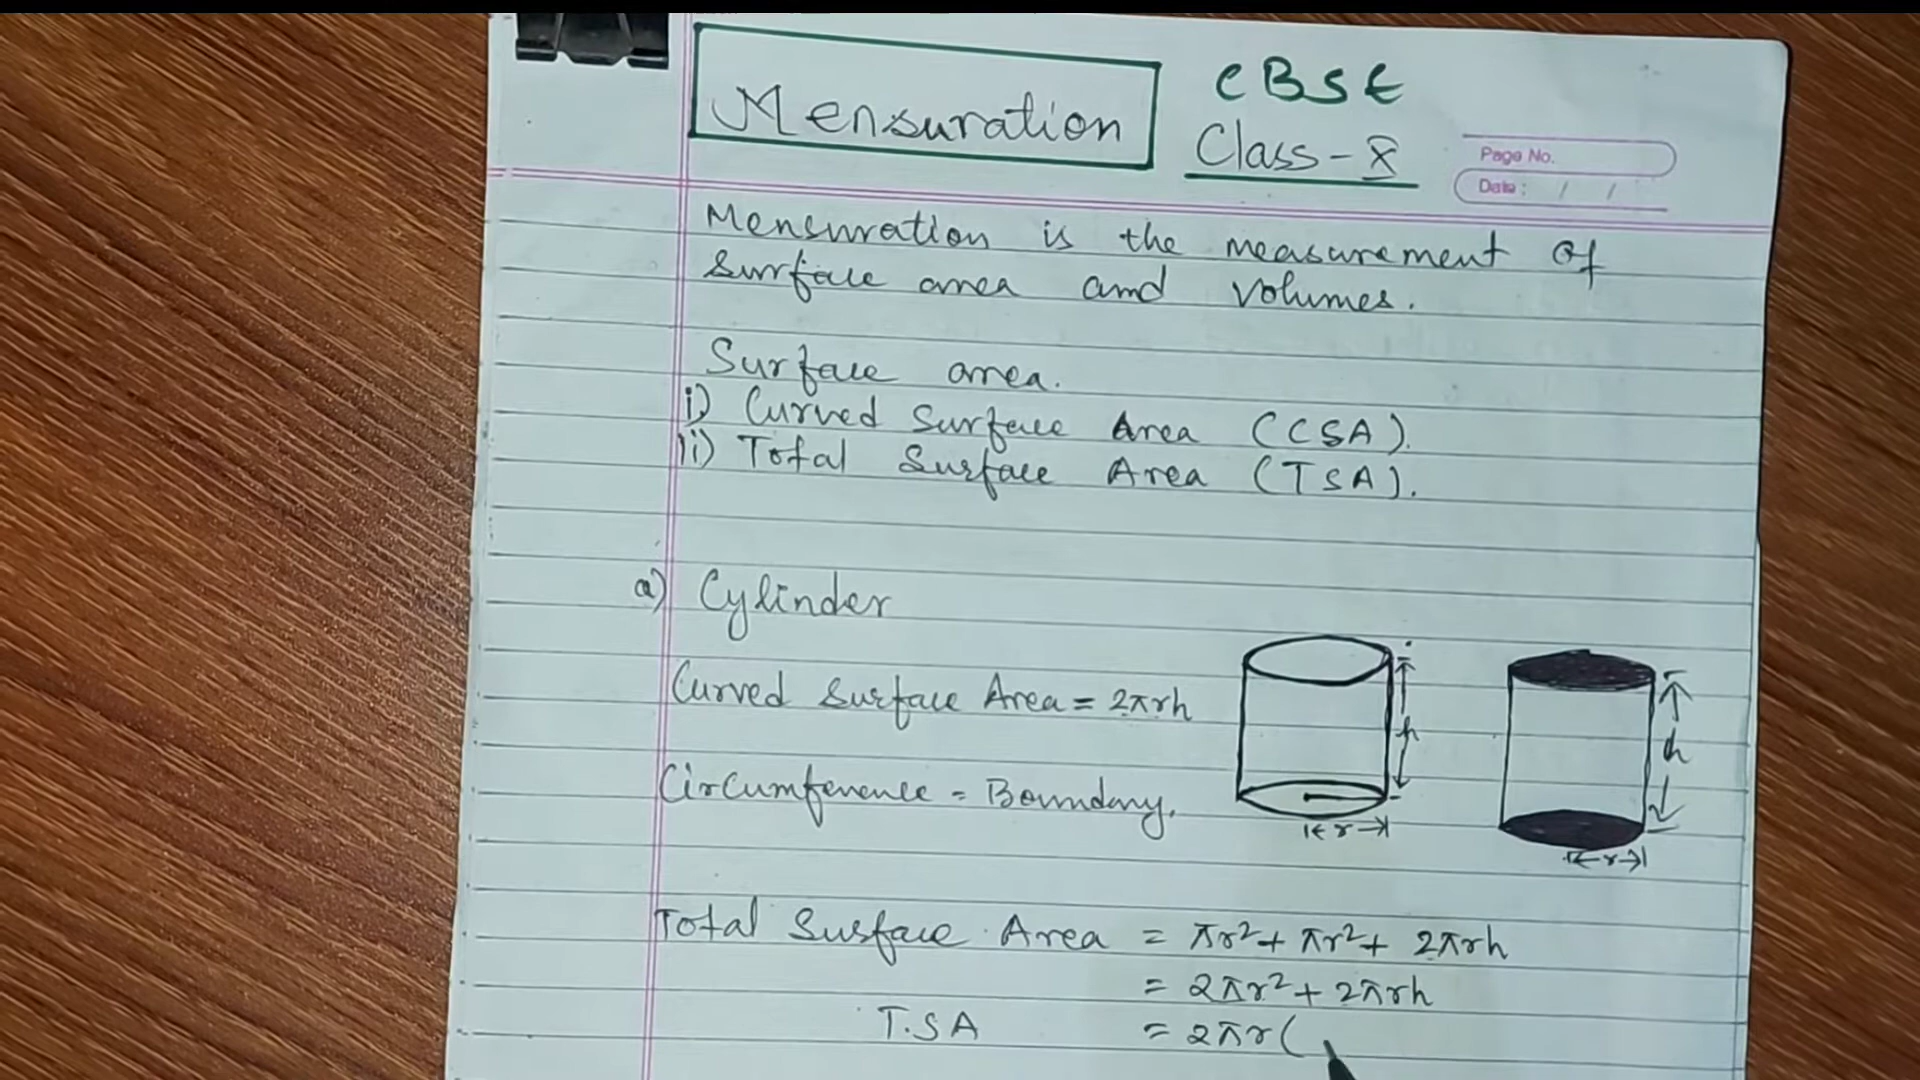 Mensuration
CBSE
Class-X
Page No.
Date: / /
Mensuration is the measurement of
Surface area and volumes.
Surface area.
i) Curved Surface Area (CSA).
ii) Total Surface Area (TSA).
a) Cylinder
Curved Surface Area = 2πrh
Circumference = Boundary.
h
r
h
r
Total Surface Area = πr²+ πr²+ 2πrh
= 2πr²+ 2πrh
T.SA = 2πr(